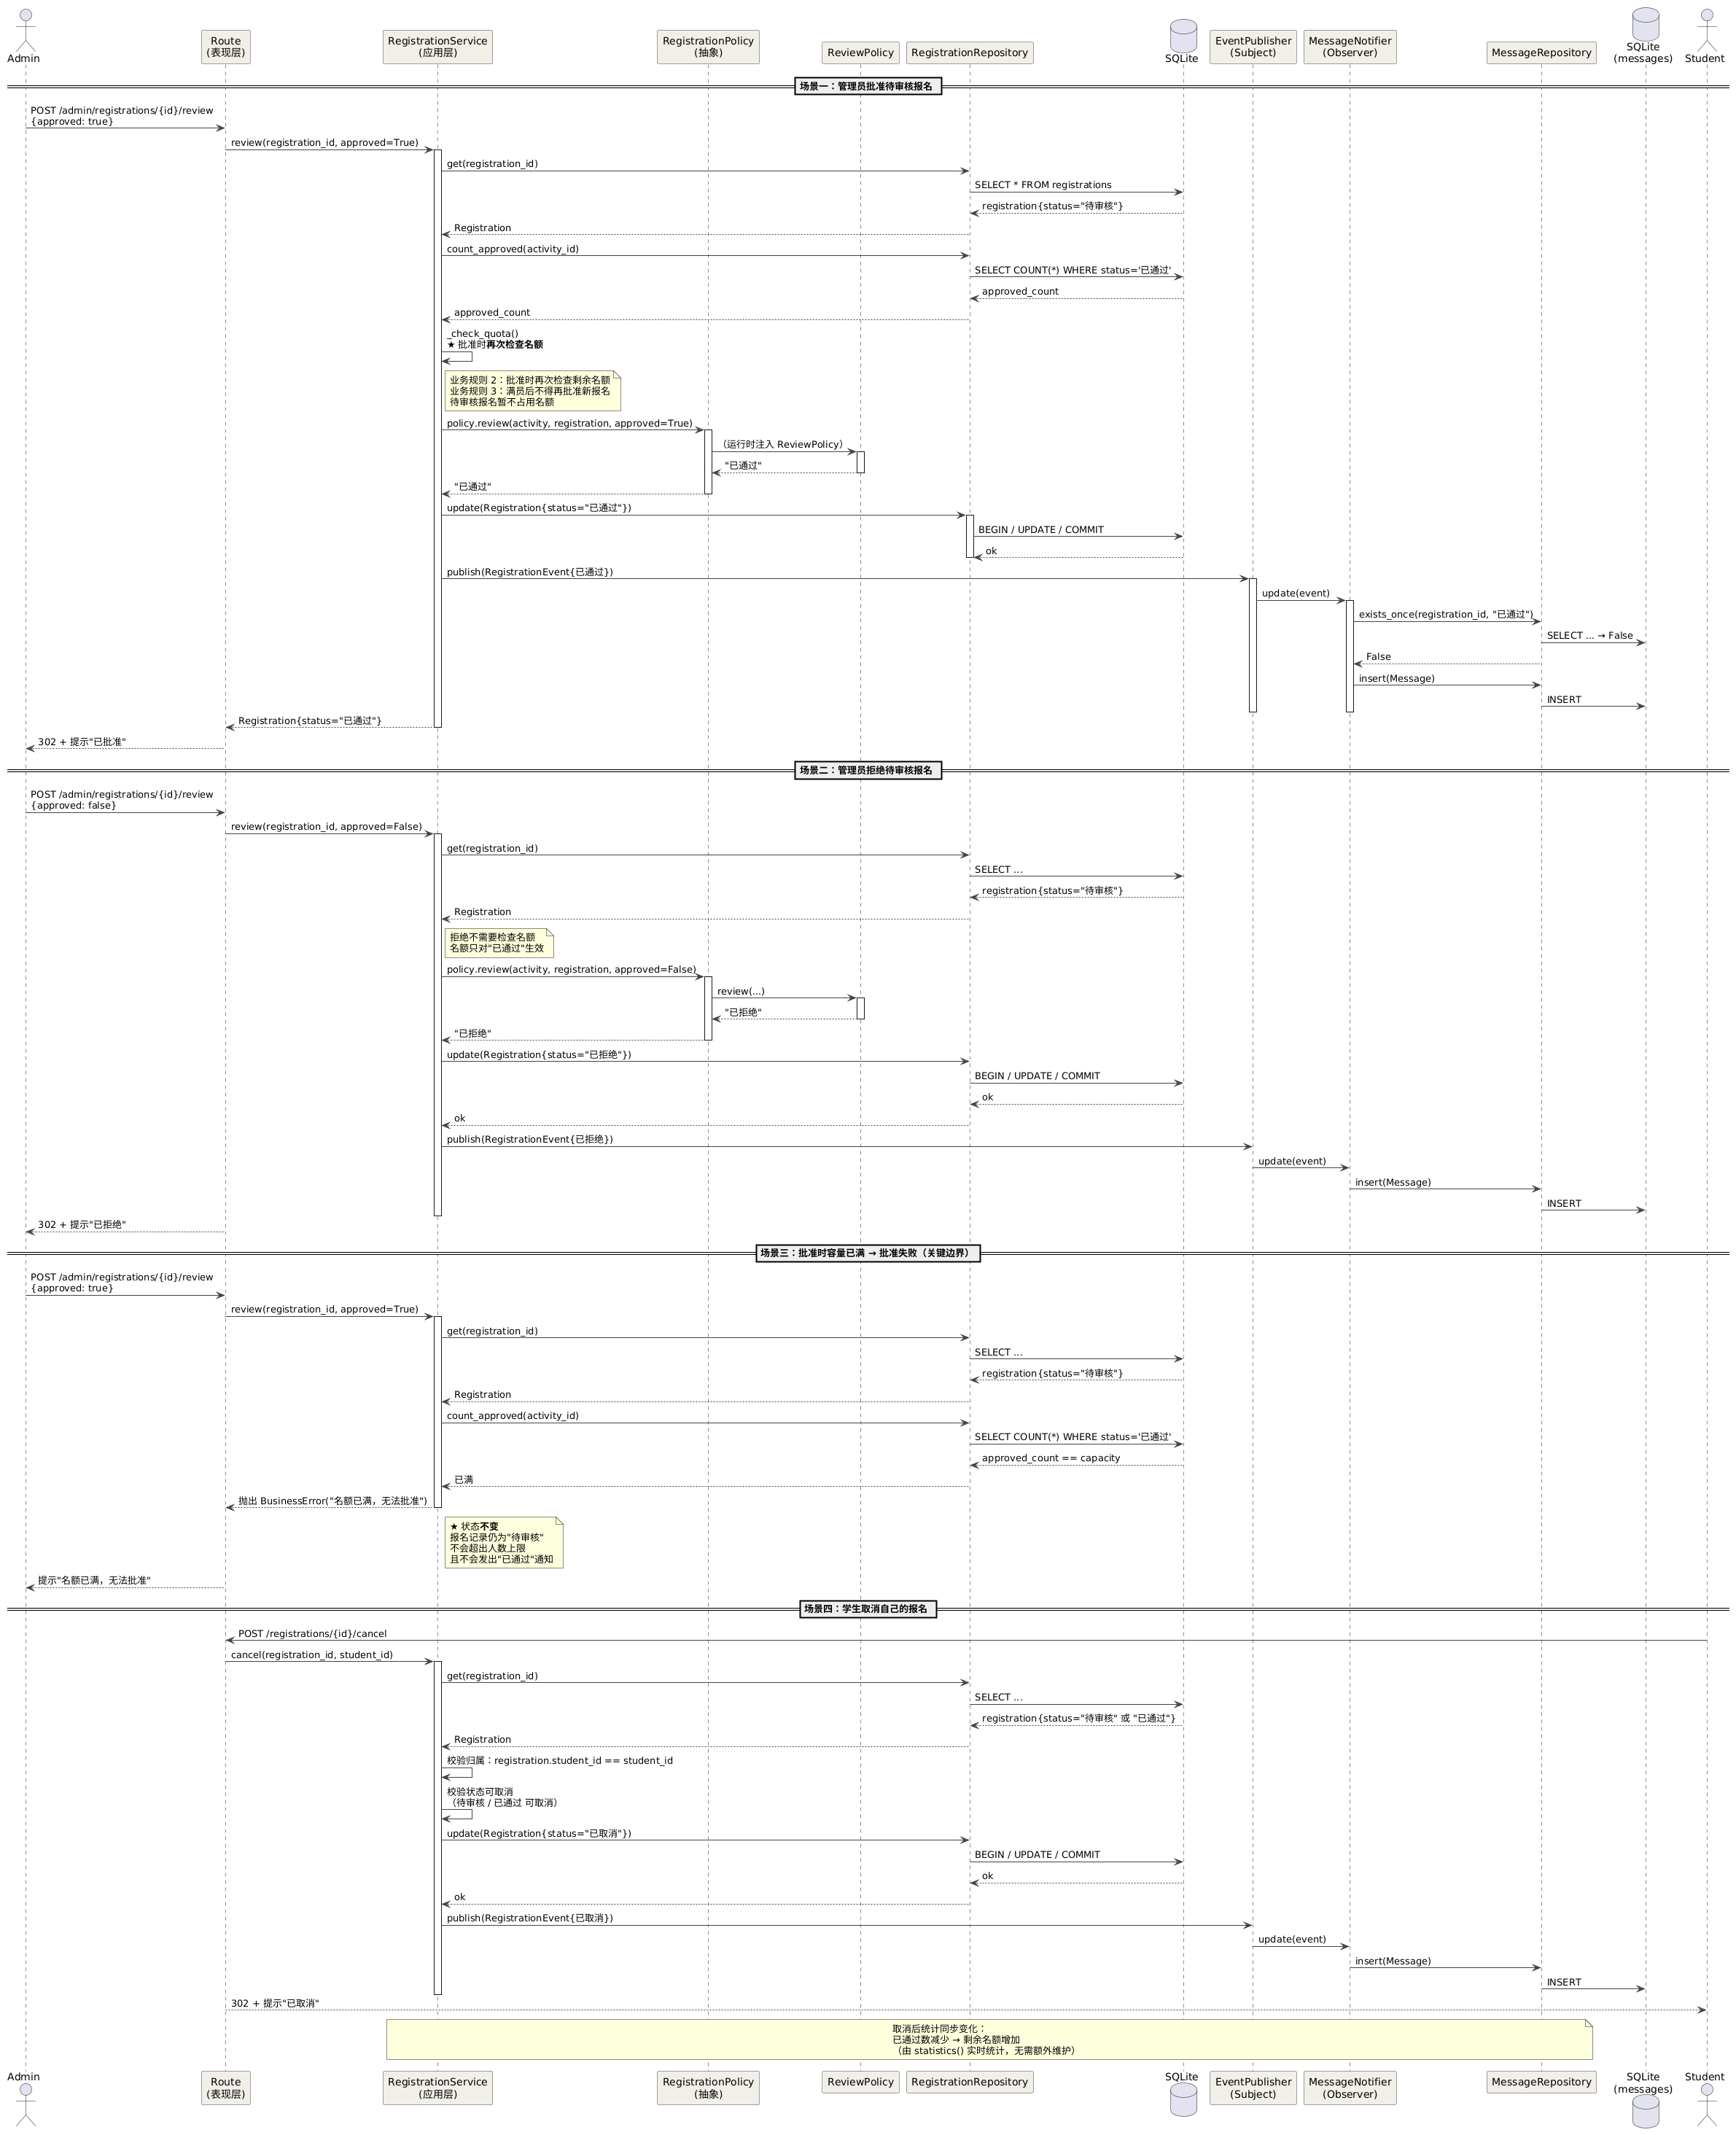 Admin
Route
(表现层)
RegistrationService
(应用层)
RegistrationPolicy
(抽象)
ReviewPolicy
RegistrationRepository
SQLite
EventPublisher
(Subject)
MessageNotifier
(Observer)
MessageRepository
SQLite
(messages)
Student
场景一：管理员批准待审核报名
POST /admin/registrations/{id}/review
{approved: true}
review(registration_id, approved=True)
get(registration_id)
SELECT * FROM registrations
registration{status="待审核"}
Registration
count_approved(activity_id)
SELECT COUNT(*) WHERE status='已通过'
approved_count
approved_count
_check_quota()
★ 批准时再次检查名额
业务规则 2：批准时再次检查剩余名额
业务规则 3：满员后不得再批准新报名
待审核报名暂不占用名额
policy.review(activity, registration, approved=True)
（运行时注入 ReviewPolicy）
"已通过"
"已通过"
update(Registration{status="已通过"})
BEGIN / UPDATE / COMMIT
ok
publish(RegistrationEvent{已通过})
update(event)
exists_once(registration_id, "已通过")
SELECT ... → False
False
insert(Message)
INSERT
Registration{status="已通过"}
302 + 提示"已批准"
场景二：管理员拒绝待审核报名
POST /admin/registrations/{id}/review
{approved: false}
review(registration_id, approved=False)
get(registration_id)
SELECT ...
registration{status="待审核"}
Registration
拒绝不需要检查名额
名额只对"已通过"生效
policy.review(activity, registration, approved=False)
review(...)
"已拒绝"
"已拒绝"
update(Registration{status="已拒绝"})
BEGIN / UPDATE / COMMIT
ok
ok
publish(RegistrationEvent{已拒绝})
update(event)
insert(Message)
INSERT
302 + 提示"已拒绝"
场景三：批准时容量已满 → 批准失败（关键边界）
POST /admin/registrations/{id}/review
{approved: true}
review(registration_id, approved=True)
get(registration_id)
SELECT ...
registration{status="待审核"}
Registration
count_approved(activity_id)
SELECT COUNT(*) WHERE status='已通过'
approved_count == capacity
已满
抛出 BusinessError("名额已满，无法批准")
★ 状态不变
报名记录仍为"待审核"
不会超出人数上限
且不会发出"已通过"通知
提示"名额已满，无法批准"
场景四：学生取消自己的报名
POST /registrations/{id}/cancel
cancel(registration_id, student_id)
get(registration_id)
SELECT ...
registration{status="待审核" 或 "已通过"}
Registration
校验归属：registration.student_id == student_id
校验状态可取消
（待审核 / 已通过 可取消）
update(Registration{status="已取消"})
BEGIN / UPDATE / COMMIT
ok
ok
publish(RegistrationEvent{已取消})
update(event)
insert(Message)
INSERT
302 + 提示"已取消"
取消后统计同步变化：
已通过数减少 → 剩余名额增加
（由 statistics() 实时统计，无需额外维护）
Admin
Route
(表现层)
RegistrationService
(应用层)
RegistrationPolicy
(抽象)
ReviewPolicy
RegistrationRepository
SQLite
EventPublisher
(Subject)
MessageNotifier
(Observer)
MessageRepository
SQLite
(messages)
Student